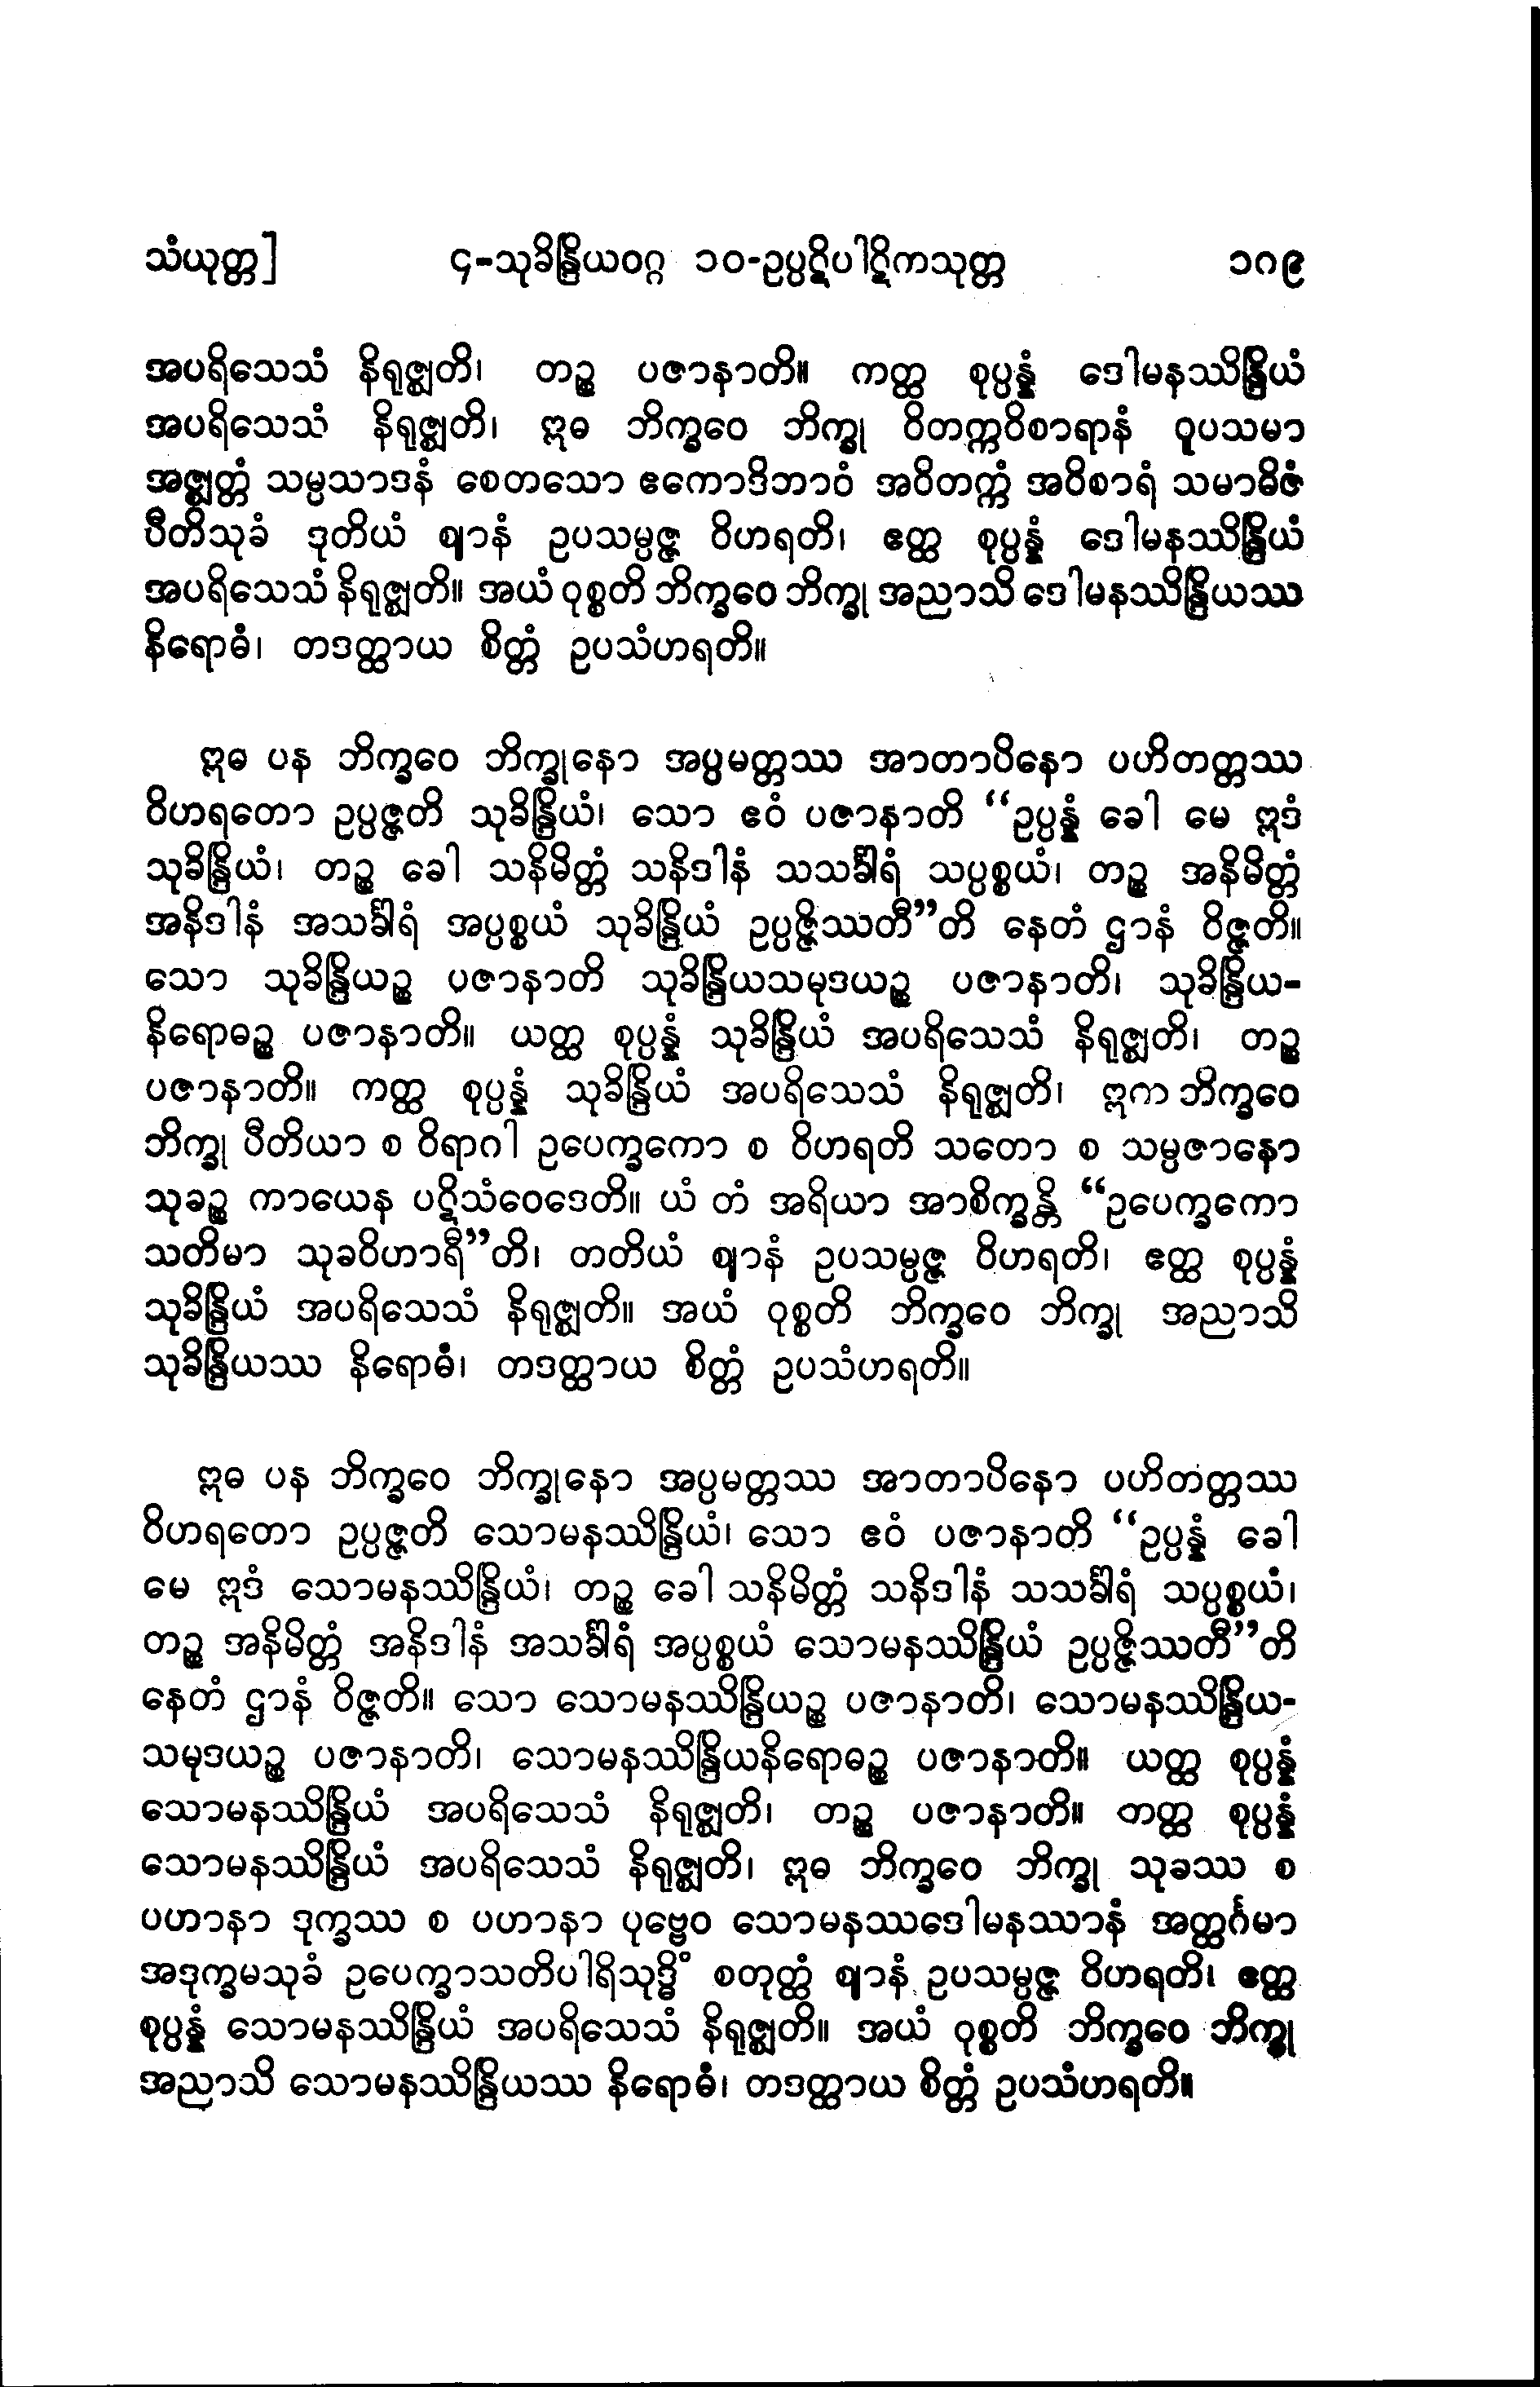 သံယုတ္တ] ၄-သုခိန္ဒြိယဝဂ္ဂ ၁၀-ဥပ္ပဋိပါဋိကသုတ္တ ၁၈၉
အပရိသေသံ နိရုဇ္ဈတိ၊ တဉ္စ ပဇာနာတိ။ ကတ္ထ စုပ္ပန္နံ ဒေါမနဿိန္ဒြိယံ
အပရိသေသံ နိရုဇ္ဈတိ၊ ဣဓ ဘိက္ခဝေ ဘိက္ခု ဝိတက္ကဝိစာရာနံ ဝူပသမာ
အဇ္ဈတ္တံ သမ္ပသာဒနံ စေတသော ဧကောဒိဘာဝံ အဝိတက္ကံ အဝိစာရံ သမာဓိဇံ
ပီတိသုခံ ဒုတိယံ ဈာနံ ဥပသမ္ပဇ္ဇ ဝိဟရတိ၊ ဧတ္ထ စုပ္ပန္နံ ဒေါမနဿိန္ဒြိယံ
အပရိသေသံ နိရုဇ္ဈတိ။ အယံ ဝုစ္စတိ ဘိက္ခဝေ ဘိက္ခု အညာသိ ဒေါမနဿိန္ဒြိယဿ
နိရောဓံ၊ တဒတ္ထာယ စိတ္တံ ဥပသံဟရတိ။
ဣဓ ပန ဘိက္ခဝေ ဘိက္ခုနော အပ္ပမတ္တဿ အာတာပိနော ပဟိတတ္တဿ
ဝိဟရတော ဥပ္ပဇ္ဇတိ သုခိန္ဒြိယံ၊ သော ဧဝံ ပဇာနာတိ “ဥပ္ပန္နံ ခေါ မေ ဣဒံ
သုခိန္ဒြိယံ၊ တဉ္စ ခေါ သနိမိတ္တံ သနိဒါနံ သသင်္ခါရံ သပ္ပစ္စယံ၊ တဉ္စ အနိမိတ္တံ
အနိဒါနံ အသင်္ခါရံ အပ္ပစ္စယံ သုခိန္ဒြိယံ ဥပ္ပဇ္ဇိဿတီ”တိ နေတံ ဌာနံ ဝိဇ္ဇတိ။
သော သုခိန္ဒြိယဉ္စ ပဇာနာတိ သုခိန္ဒြိယသမုဒယဉ္စ ပဇာနာတိ၊ သုခိန္ဒြိယ-
နိရောဓဉ္စ ပဇာနာတိ။ ယတ္ထ စုပ္ပန္နံ သုခိန္ဒြိယံ အပရိသေသံ နိရုဇ္ဈတိ၊ တဉ္စ
ပဇာနာတိ။ ကတ္ထ စုပ္ပန္နံ သုခိန္ဒြိယံ အပရိသေသံ နိရုဇ္ဈတိ၊ ဣက ဘိက္ခဝေ
ဘိက္ခု ပီတိယာ စ ဝိရာဂါ ဥပေက္ခကော စ ဝိဟရတိ သတော စ သမ္ပဇာနော
သုခဉ္စ ကာယေန ပဋိသံဝေဒေတိ။ ယံ တံ အရိယာ အာစိက္ခန္တိ “ဥပေက္ခကော
သတိမာ သုခဝိဟာရီ”တိ၊ တတိယံ ဈာနံ ဥပသမ္ပဇ္ဇ ဝိဟရတိ၊ ဧတ္ထ စုပ္ပန္နံ
သုခိန္ဒြိယံ အပရိသေသံ နိရုဇ္ဈတိ။ အယံ ဝုစ္စတိ ဘိက္ခဝေ ဘိက္ခု အညာသိ
သုခိန္ဒြိယဿ နိရောဓံ၊ တဒတ္ထာယ စိတ္တံ ဥပသံဟရတိ။
ဣဓ ပန ဘိက္ခဝေ ဘိက္ခုနော အပ္ပမတ္တဿ အာတာပိနော ပဟိတတ္တဿ
ဝိဟရတော ဥပ္ပဇ္ဇတိ သောမနဿိန္ဒြိယံ၊ သော ဧဝံ ပဇာနာတိ “ဥပ္ပန္နံ ခေါ
မေ ဣဒံ သောမနဿိန္ဒြိယံ၊ တဉ္စ ခေါ သနိမိတ္တံ သနိဒါနံ သသင်္ခါရံ သပ္ပစ္စယံ၊
တဉ္စ အနိမိတ္တံ အနိဒါနံ အသင်္ခါရံ အပ္ပစ္စယံ သောမနဿိန္ဒြိယံ ဥပ္ပဇ္ဇိဿတီ”တိ
နေတံ ဌာနံ ဝိဇ္ဇတိ။ သော သောမနဿိန္ဒြိယဉ္စ ပဇာနာတိ၊ သောမနဿိန္ဒြိယ-
သမုဒယဉ္စ ပဇာနာတိ၊ သောမနဿိန္ဒြိယနိရောဓဉ္စ ပဇာနာတိ။ ယတ္ထ စုပ္ပန္နံ
သောမနဿိန္ဒြိယံ အပရိသေသံ နိရုဇ္ဈတိ၊ တဉ္စ ပဇာနာတိ။ ကတ္ထ စုပ္ပန္နံ
သောမနဿိန္ဒြိယံ အပရိသေသံ နိရုဇ္ဈတိ၊ ဣဓ ဘိက္ခဝေ ဘိက္ခု သုခဿ စ
ပဟာနာ ဒုက္ခဿ စ ပဟာနာ ပုဗ္ဗေဝ သောမနဿဒေါမနဿာနံ အတ္ထင်္ဂမာ
အဒုက္ခမသုခံ ဥပေက္ခာသတိပါရိသုဒ္ဓိံ စတုတ္ထံ ဈာနံ ဥပသမ္ပဇ္ဇ ဝိဟရတိ၊ ဧတ္ထ
စုပ္ပန္နံ သောမနဿိန္ဒြိယံ အပရိသေသံ နိရုဇ္ဈတိ။ အယံ ဝုစ္စတိ ဘိက္ခဝေ ဘိက္ခု
အညာသိ သောမနဿိန္ဒြိယဿ နိရောဓံ၊ တဒတ္ထာယ စိတ္တံ ဥပသံဟရတိ။